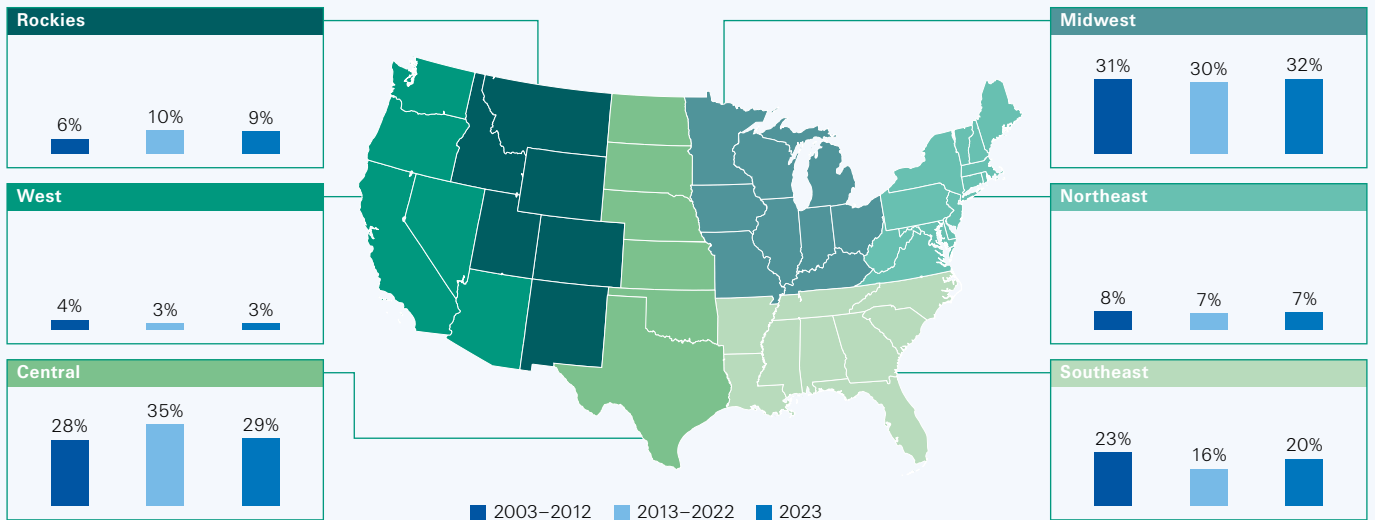 Rockies
6%
10%
9%
West
4%
3%
3%
Central
28%
35%
29%
Midwest
31%
30%
32%
Northeast
8%
7%
7%
Southeast
23%
16%
20%
2003–2012 2013–2022 2023